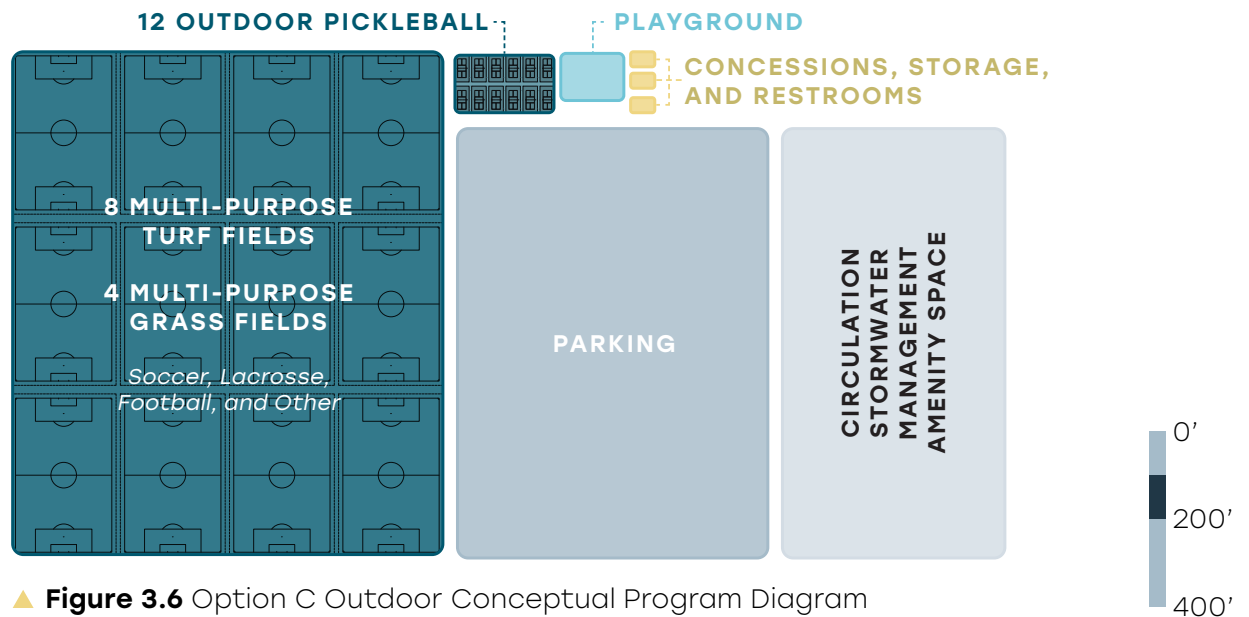 12 OUTDOOR PICKLEBALL
PLAYGROUND
CONCESSIONS, STORAGE,
AND RESTROOMS
8 MULTI-PURPOSE
TURF FIELDS
4 MULTI-PURPOSE
GRASS FIELDS
Soccer, Lacrosse,
Football, and Other
PARKING
CIRCULATION
STORMWATER
MANAGEMENT
AMENITY SPACE
0’
200’
400’
Figure 3.6 Option C Outdoor Conceptual Program Diagram